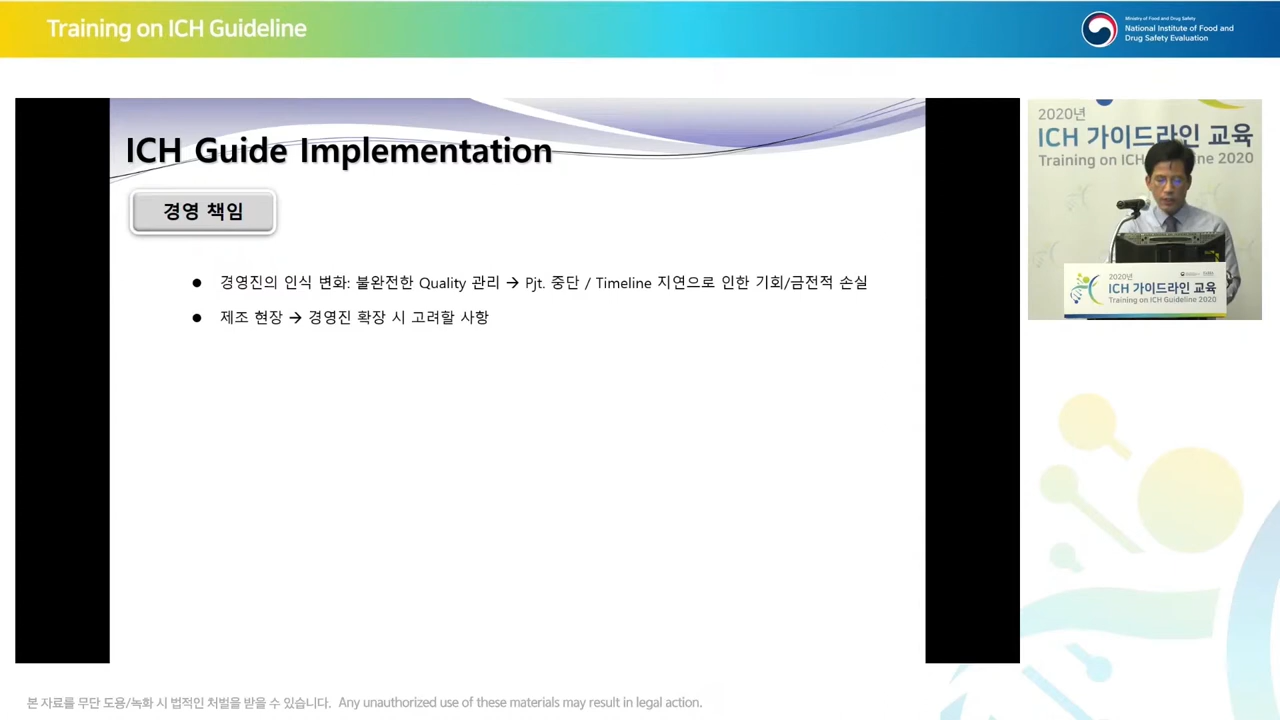 Training on ICH Guideline
Ministry of Food and Drug Safety
National Institute of Food and
Drug Safety Evaluation
ICH Guide Implementation
경영 책임
● 경영진의 인식 변화: 불완전한 Quality 관리 → Pjt. 중단 / Timeline 지연으로 인한 기회/금전적 손실
● 제조 현장 → 경영진 확장 시 고려할 사항
2020년
ICH 가이드라인 교육
Training on ICH ne 2020
2020년
ICH 가이드라인 교육
Training on ICH Guideline 2020
본 자료를 무단 도용/녹화 시 법적인 처벌을 받을 수 있습니다. Any unauthorized use of these materials may result in legal action.